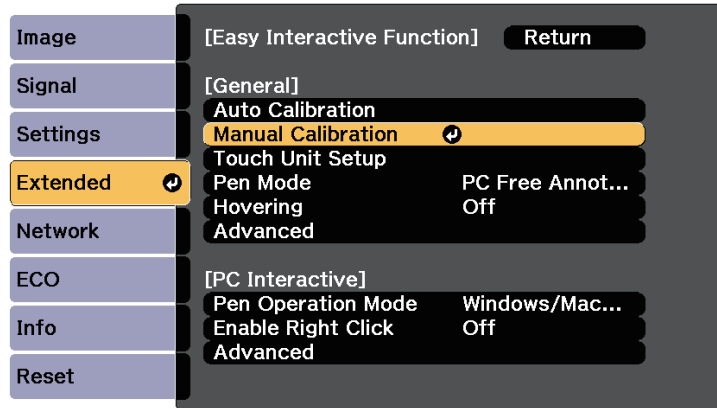 Image
Signal
Settings
Extended
Network
ECO
Info
Reset
[Easy Interactive Function] Return
[General]
Auto Calibration
Manual Calibration
Touch Unit Setup
Pen Mode PC Free Annot...
Hovering Off
Advanced
[PC Interactive]
Pen Operation Mode Windows/Mac...
Enable Right Click Off
Advanced